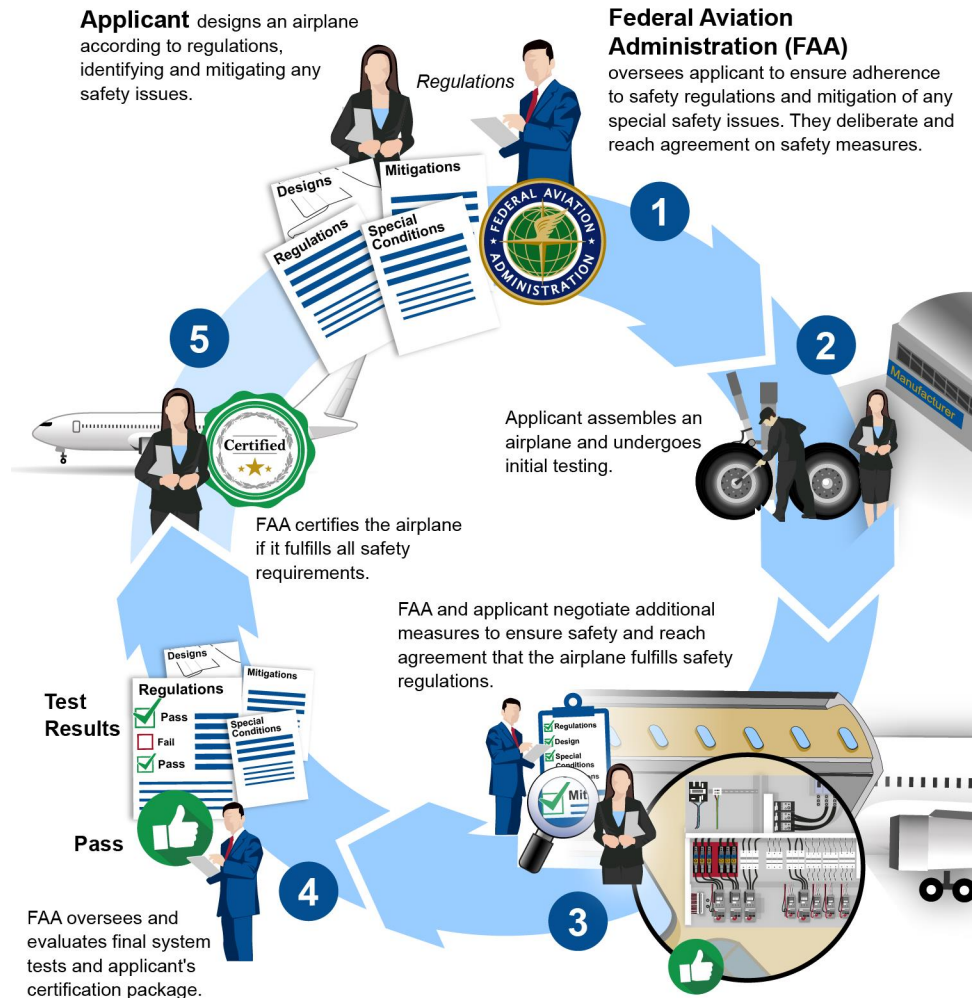 Applicant designs an airplane
according to regulations,
identifying and mitigating any
safety issues.
Regulations
Federal Aviation
Administration (FAA)
oversees applicant to ensure adherence
to safety regulations and mitigation of any
special safety issues. They deliberate and
reach agreement on safety measures.
Designs
Mitigations
Regulations
Special
Conditions
FEDERAL AVIATION
ADMINISTRATION
1
2
Manufacturer
Applicant assembles an
airplane and undergoes
initial testing.
5
Certified
FAA certifies the airplane
if it fulfills all safety
requirements.
FAA and applicant negotiate additional
measures to ensure safety and reach
agreement that the airplane fulfills safety
regulations.
Regulations
Design
Special
Conditions
Mit
3
Test
Results
Designs
Mitigations
Regulations
Pass
Fail
Pass
Special
Conditions
Pass
4
FAA oversees and
evaluates final system
tests and applicant's
certification package.